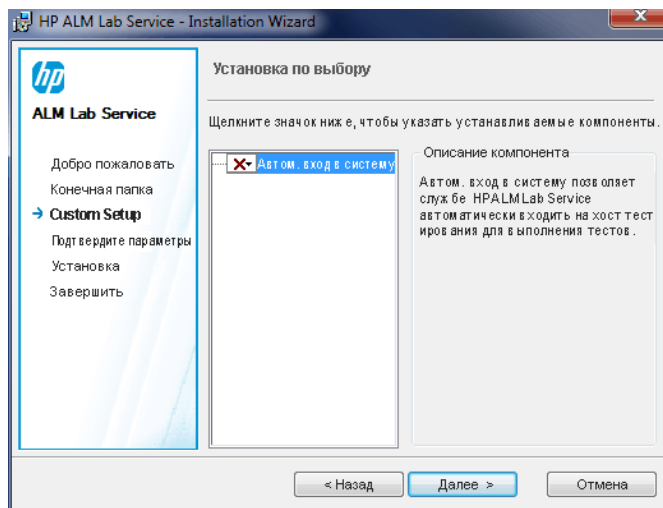 HP ALM Lab Service - Installation Wizard
hp
ALM Lab Service
Добро пожаловать
Конечная папка
Custom Setup
Подтвердите параметры
Установка
Завершить
Установка по выбору
Щелкните значок ниже, чтобы указать устанавливаемые компоненты.
Автом. вход в систему
Описание компонента
Автом. вход в систему позволяет
службе HPALMLab Service
автоматически входить на хост тест
ирования для выполнения тестов.
< Назад
Далее >
Отмена